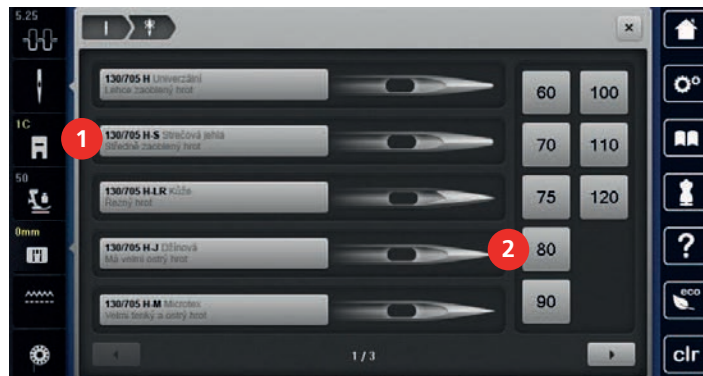 5.25
1C
50
0mm
×
130/705 H Univerzální
Lehce zaoblený hrot
130/705 H-S Strečová jehla
Středně zaoblený hrot
130/705 H-LR Kůže
Řezný hrot
130/705 H-J Džínová
Má velmi ostrý hrot
130/705 H-M Microtex
Velmi tenký a ostrý hrot
1
2
60 100
70 110
75 120
80
90
1 / 3
?
eco
clr